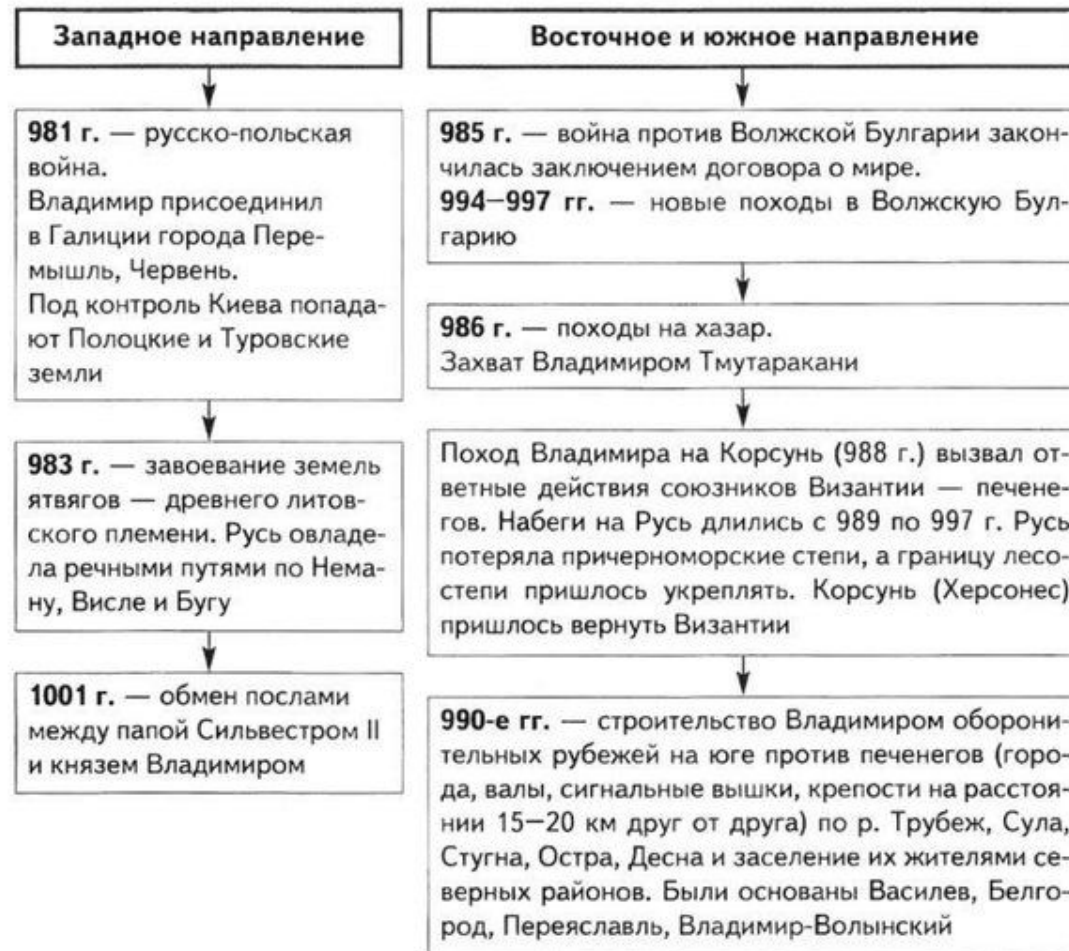 Западное направление
981 г. — русско-польская
война.
Владимир присоединил
в Галиции города Пере-
мышль, Червень.
Под контроль Киева попада-
ют Полоцкие и Туровские
земли
983 г. — завоевание земель
ятвягов — древнего литов-
ского племени. Русь овладе-
ла речными путями по Нема-
ну, Висле и Бугу
1001 г. — обмен послами
между папой Сильвестром II
и князем Владимиром
Восточное и южное направление
985 г. — война против Волжской Булгарии закон-
чилась заключением договора о мире.
994—997 гг. — новые походы в Волжскую Бул-
гарию
986 г. — походы на хазар.
Захват Владимиром Тмутаракани
Поход Владимира на Корсунь (988 г.) вызвал от-
ветные действия союзников Византии — печене-
гов. Набеги на Русь длились с 989 по 997 г. Русь
потеряла причерноморские степи, а границу лесо-
степи пришлось укреплять. Корсунь (Херсонес)
пришлось вернуть Византии
990-е гг. — строительство Владимиром оборони-
тельных рубежей на юге против печенегов (горо-
да, валы, сигнальные вышки, крепости на расстоя-
нии 15—20 км друг от друга) по р. Трубеж, Сула,
Стугна, Остра, Десна и заселение их жителями се-
верных районов. Были основаны Василев, Белго-
род, Переяславль, Владимир-Волынский